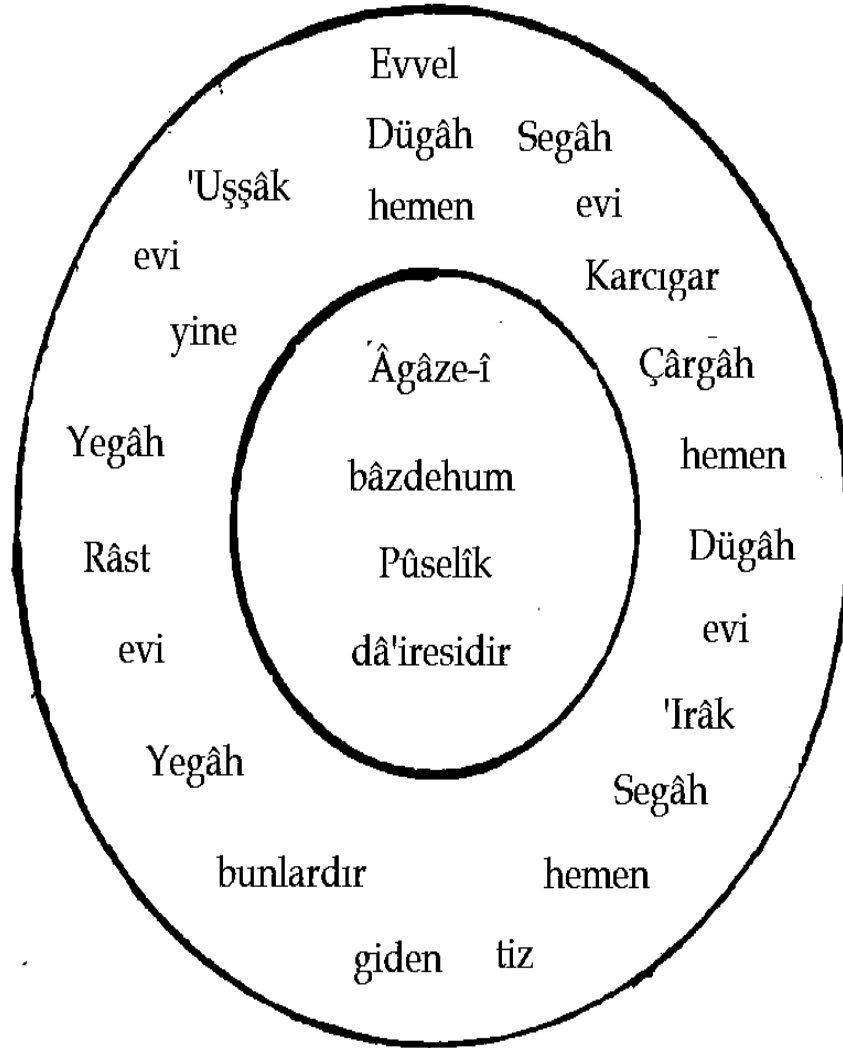 Evvel
Dügâh
hemen
Segâh
evi
Karcıgar
Çârgâh
hemen
Dügâh
evi
'Irâk
Segâh
hemen
tiz
giden
bunlardır
Yegâh
evi
Râst
Yegâh
yine
evi
'Uşşâk
Âgâze-î
bâzdehum
Pûselîk
dâ'iresidir